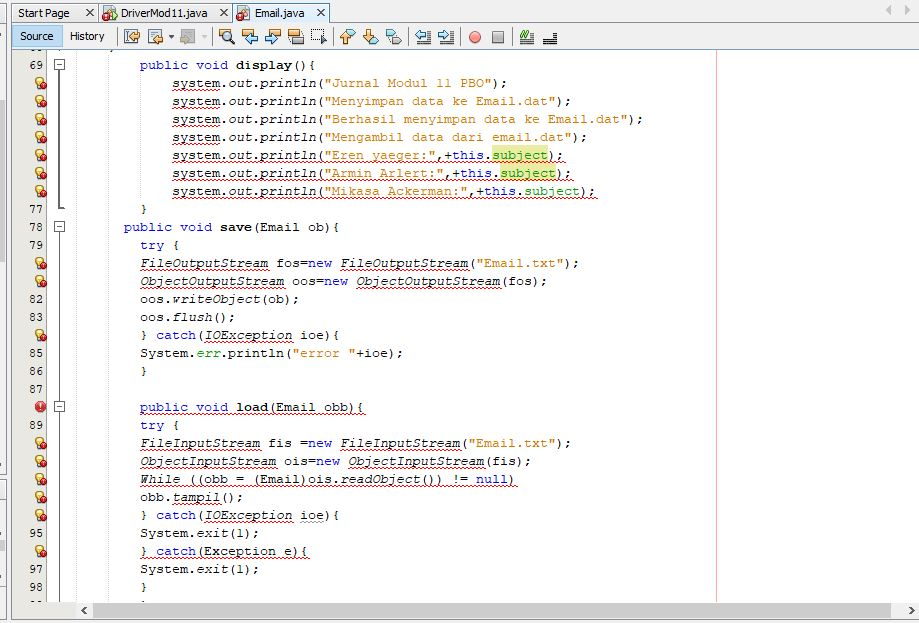 Start Page DriverMod11.java Email.java
Source History
69 public void display(){
system.out.println("Jurnal Modul 11 PBO");
system.out.println("Menyimpan data ke Email.dat");
system.out.println("Berhasil menyimpan data ke Email.dat");
system.out.println("Mengambil data dari email.dat");
system.out.println("Eren yaeger:",+this.subject);
system.out.println("Armin Arlert:",+this.subject);
system.out.println("Mikasa Ackerman:",+this.subject);
77 }
78 public void save(Email ob){
79 try {
FileOutputStream fos=new FileOutputStream("Email.txt");
ObjectOutputStream oos=new ObjectOutputStream(fos);
82 oos.writeObject(ob);
83 oos.flush();
} catch(IOException ioe){
85 System.err.println("error "+ioe);
86 }
87
public void load(Email obb){
89 try {
FileInputStream fis =new FileInputStream("Email.txt");
ObjectInputStream ois=new ObjectInputStream(fis);
While ((obb = (Email)ois.readObject()) != null)
obb.tampil();
} catch(IOException ioe){
95 System.exit(1);
} catch(Exception e){
97 System.exit(1);
98 }